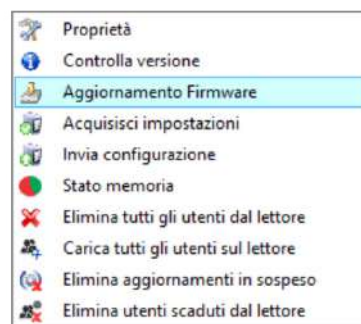 Proprietà
Controlla versione
Aggiornamento Firmware
Acquisisci impostazioni
Invia configurazione
Stato memoria
Elimina tutti gli utenti dal lettore
Carica tutti gli utenti sul lettore
Elimina aggiornamenti in sospeso
Elimina utenti scaduti dal lettore